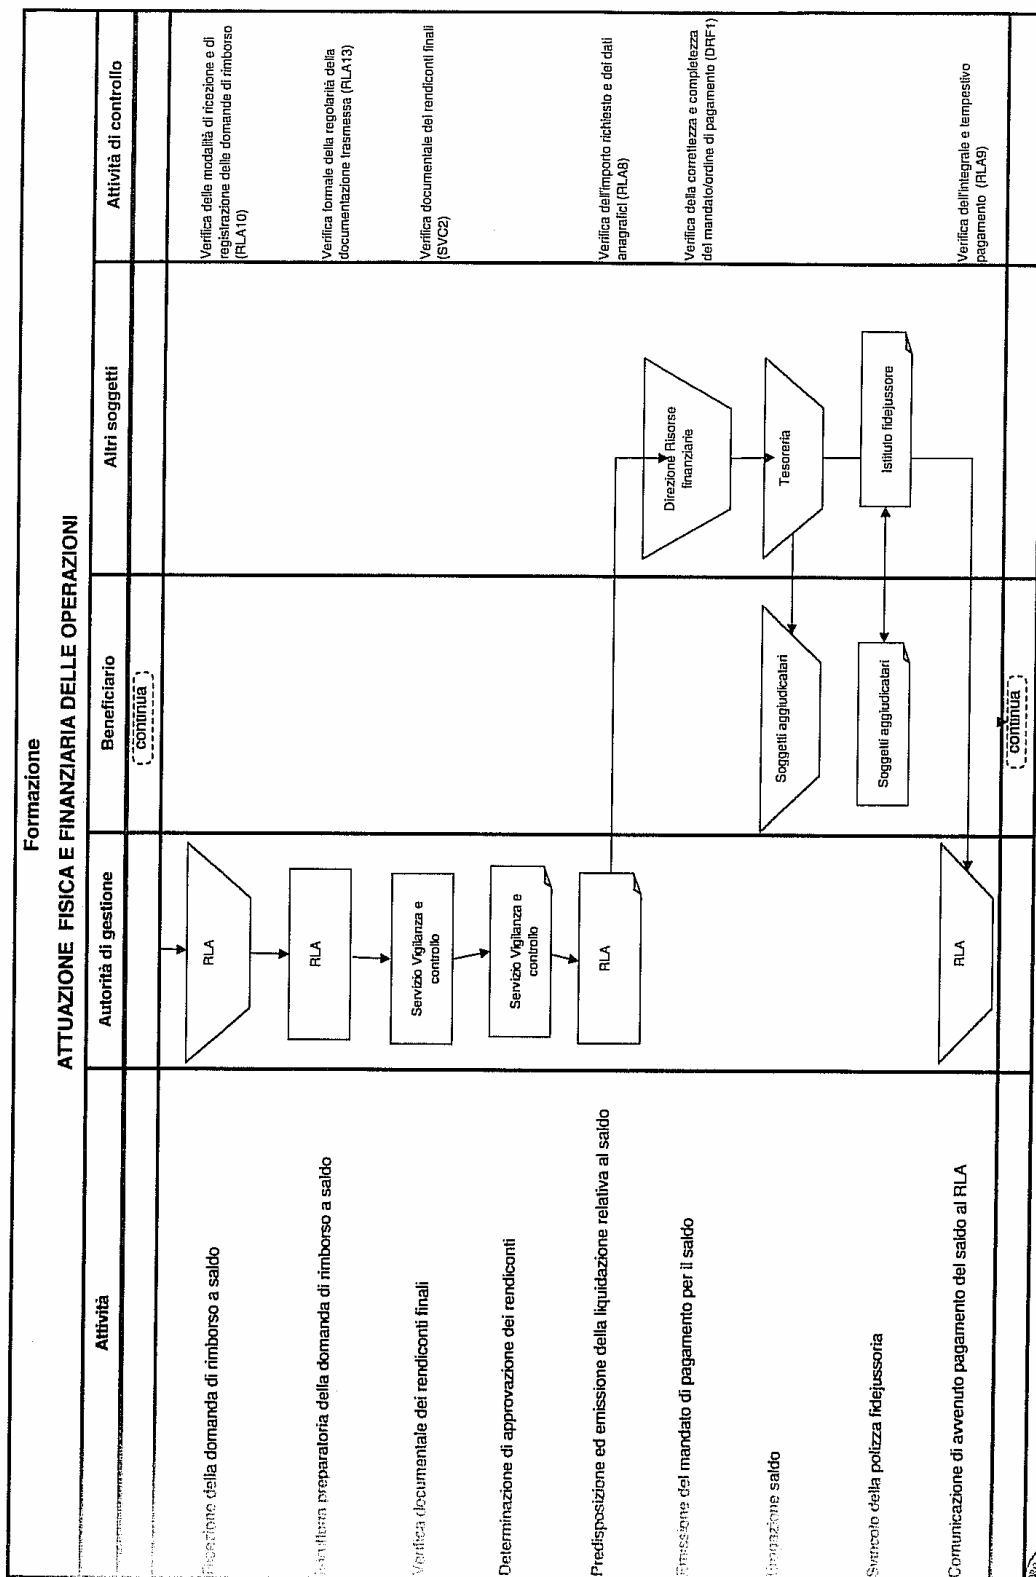 Formazione
ATTUAZIONE FISICA E FINANZIARIA DELLE OPERAZIONI
Attività
Autorità di gestione
Beneficiario
Altri soggetti
Attività di controllo
continua
Ricezione della domanda di rimborso a saldo
RLA
Verifica delle modalità di ricezione e di
registrazione delle domande di rimborso
(RLA10)
Istruttoria preparatoria della domanda di rimborso a saldo
RLA
Verifica formale della regolarità della
documentazione trasmessa (RLA13)
Verifica documentale dei rendiconti finali
Servizio Vigilanza e
controllo
Verifica documentale dei rendiconti finali
(SVC2)
Determinazione di approvazione dei rendiconti
Servizio Vigilanza e
controllo
Predisposizione ed emissione della liquidazione relativa al saldo
RLA
Verifica dell'importo richiesto e dei dati
anagrafici (RLA8)
Emissione del mandato di pagamento per il saldo
Direzione Risorse
finanziarie
Verifica della correttezza e completezza
del mandato/ordine di pagamento (DRF1)
Erogazione saldo
Soggetti aggiudicatari
Tesoreria
Svincolo della polizza fidejussoria
Soggetti aggiudicatari
Istituto fidejussore
Comunicazione di avvenuto pagamento del saldo al RLA
RLA
Verifica dell'integrale e tempestivo
pagamento (RLA9)
continua